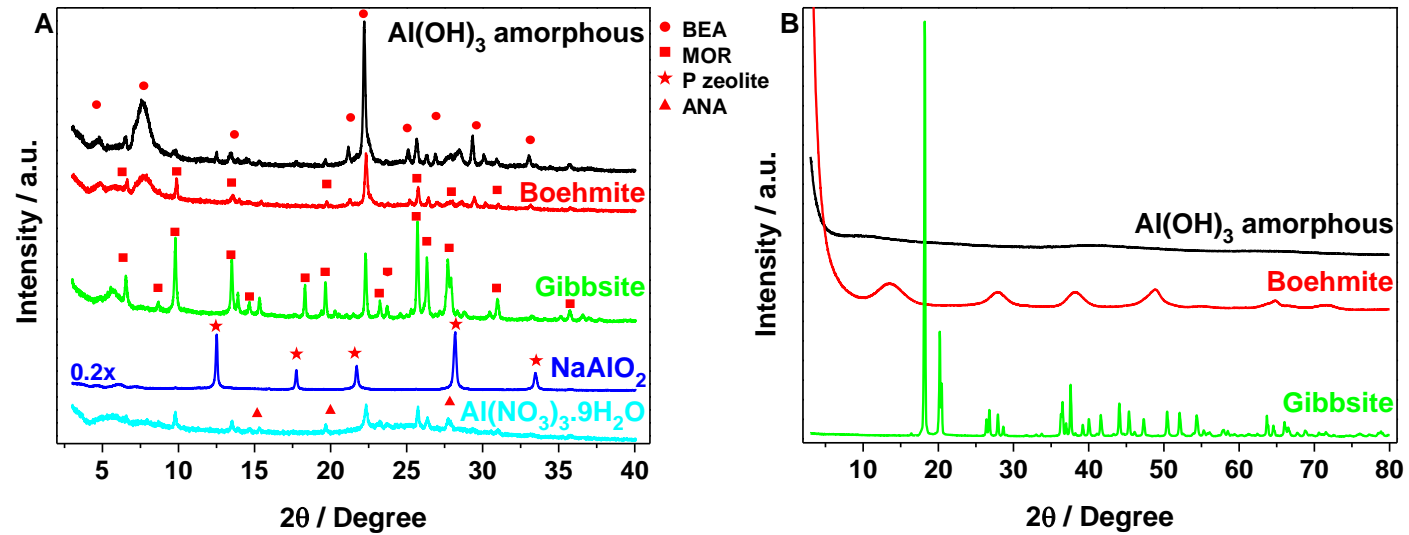 A
Al(OH)3 amorphous
Boehmite
Gibbsite
0.2x
NaAlO2
Al(NO3)3.9H2O
Intensity / a.u.
5 10 15 20 25 30 35 40
2θ / Degree
BEA
MOR
P zeolite
ANA
B
Al(OH)3 amorphous
Boehmite
Gibbsite
Intensity / a.u.
10 20 30 40 50 60 70 80
2θ / Degree